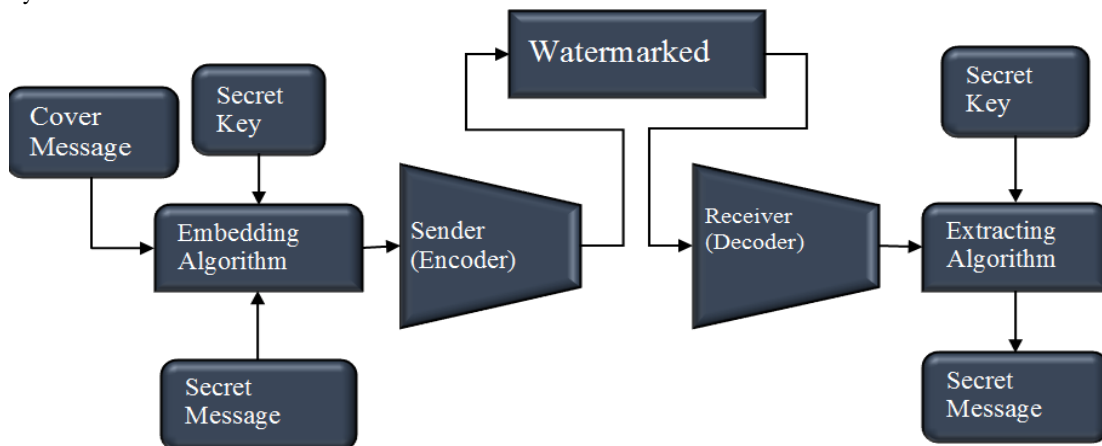 Watermarked
Cover
Message
Secret
Key
Embedding
Algorithm
Secret
Message
Sender
(Encoder)
Receiver
(Decoder)
Secret
Key
Extracting
Algorithm
Secret
Message